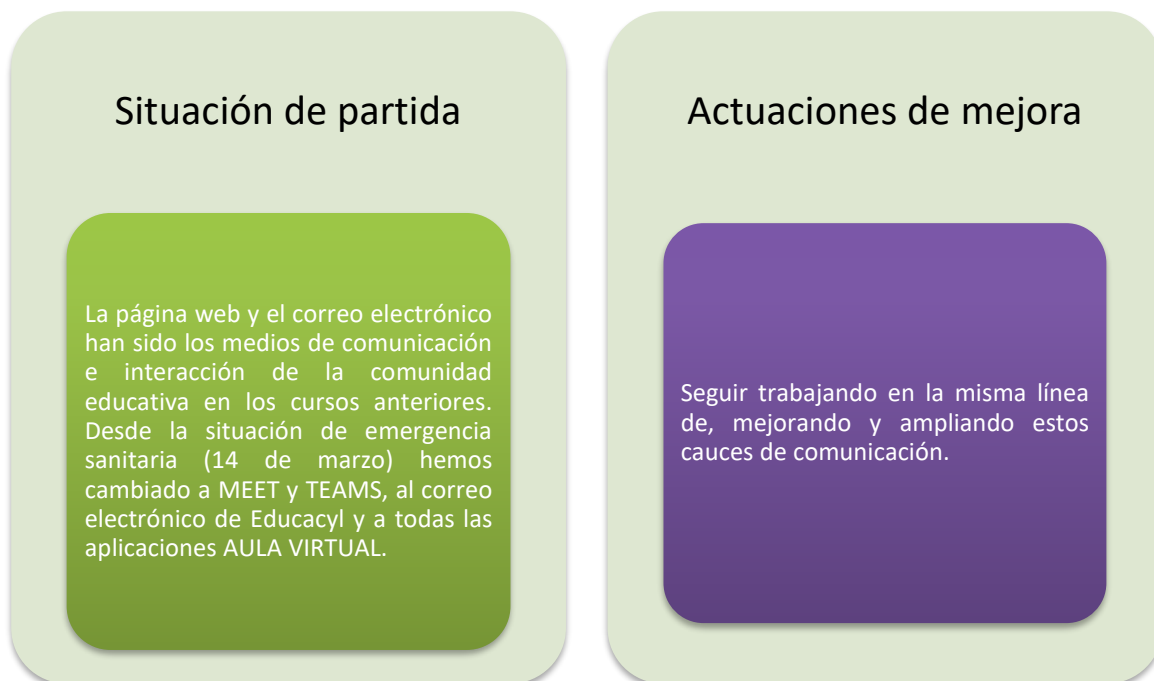 Situación de partida
La página web y el correo electrónico
han sido los medios de comunicación
e interacción de la comunidad
educativa en los cursos anteriores.
Desde la situación de emergencia
sanitaria (14 de marzo) hemos
cambiado a MEET y TEAMS, al correo
electrónico de Educacyl y a todas las
aplicaciones AULA VIRTUAL.
Actuaciones de mejora
Seguir trabajando en la misma línea
de, mejorando y ampliando estos
cauces de comunicación.